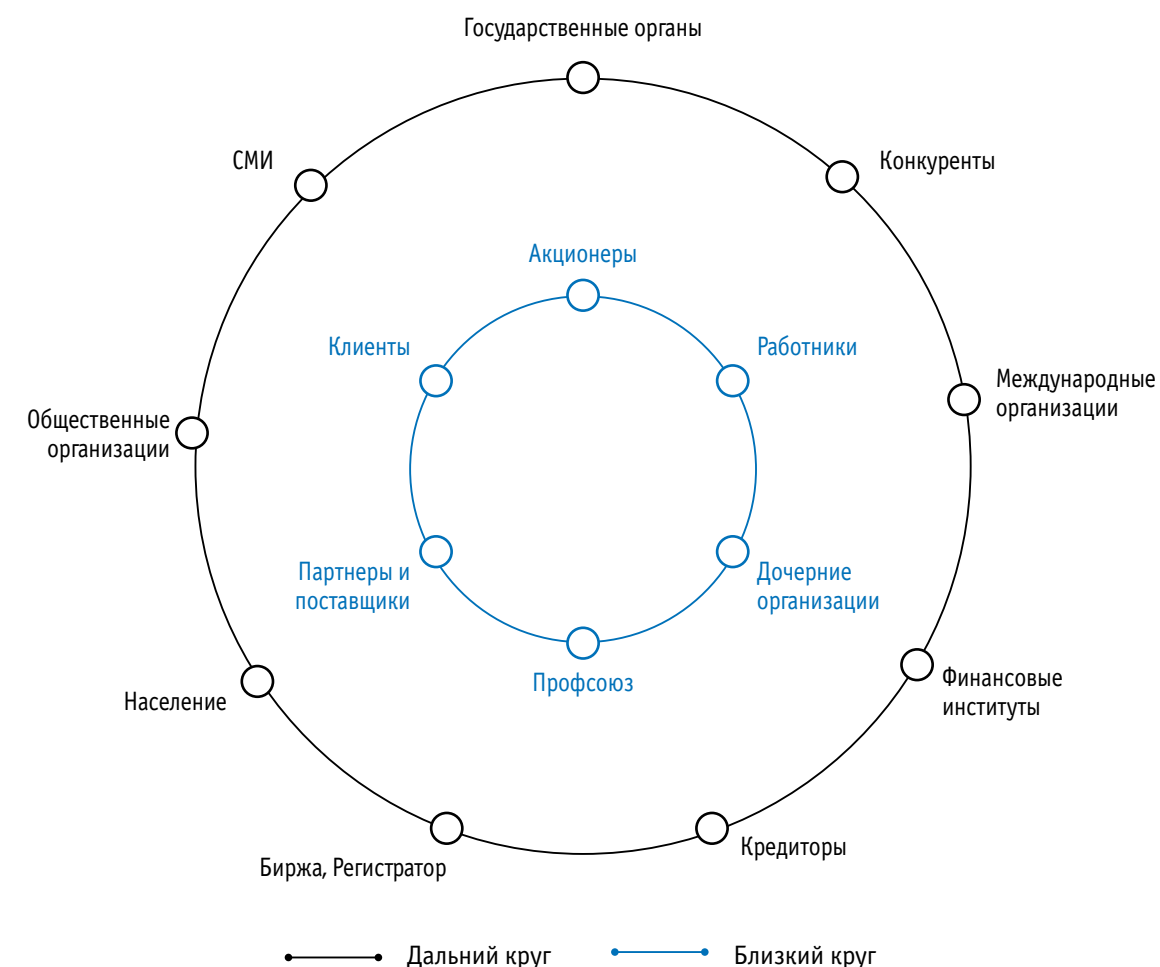 Государственные органы
СМИ
Конкуренты
Акционеры
Клиенты
Работники
Международные
организации
Общественные
организации
Партнеры и
поставщики
Дочерние
организации
Профсоюз
Население
Финансовые
институты
Биржа, Регистратор
Кредиторы
Дальний круг
Близкий круг